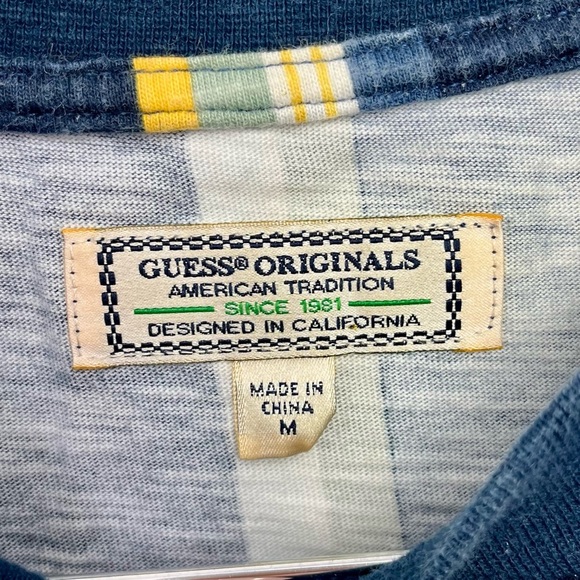 GUESS® ORIGINALS
AMERICAN TRADITION
SINCE 1981
DESIGNED IN CALIFORNIA
MADE IN
CHINA
M